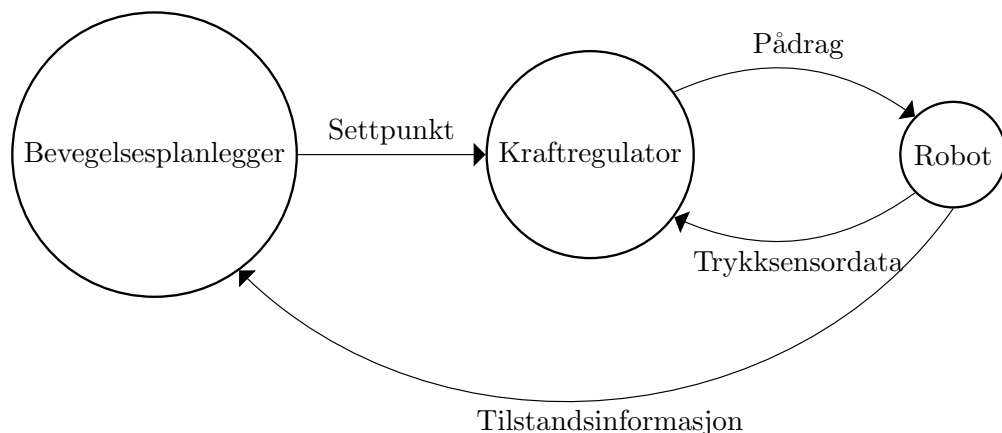 Pådrag
Settpunkt
Bevegelsesplanlegger
Kraftregulator
Robot
Trykksensordata
Tilstandsinformasjon